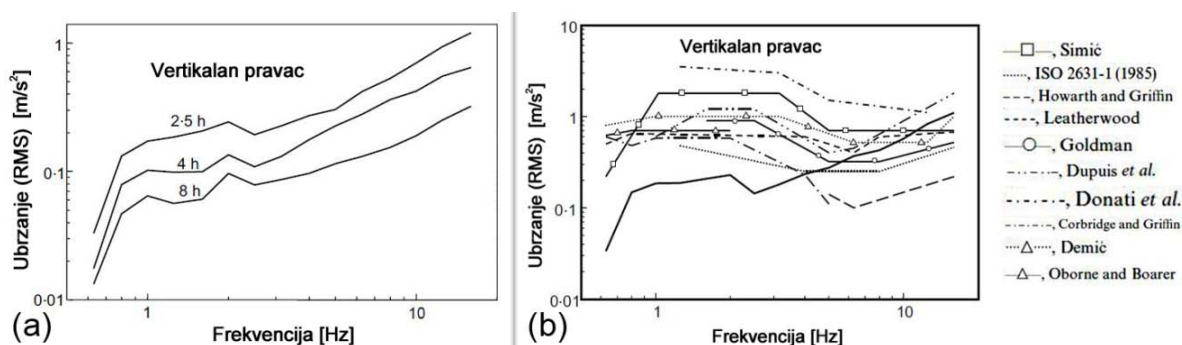 1
0·1
0·01
Ubrzanje (RMS) [m/s²]
Vertikalan pravac
2·5 h
4 h
8 h
1
10
Frekvencija [Hz]
(a)
10
1
0·1
0·01
Ubrzanje (RMS) [m/s²]
Vertikalan pravac
1
10
Frekvencija [Hz]
(b)
, Simić
, ISO 2631-1 (1985)
, Howarth and Griffin
, Leatherwood
, Goldman
, Dupuis et al.
, Donati et al.
, Corbridge and Griffin
, Demić
, Oborne and Boarer